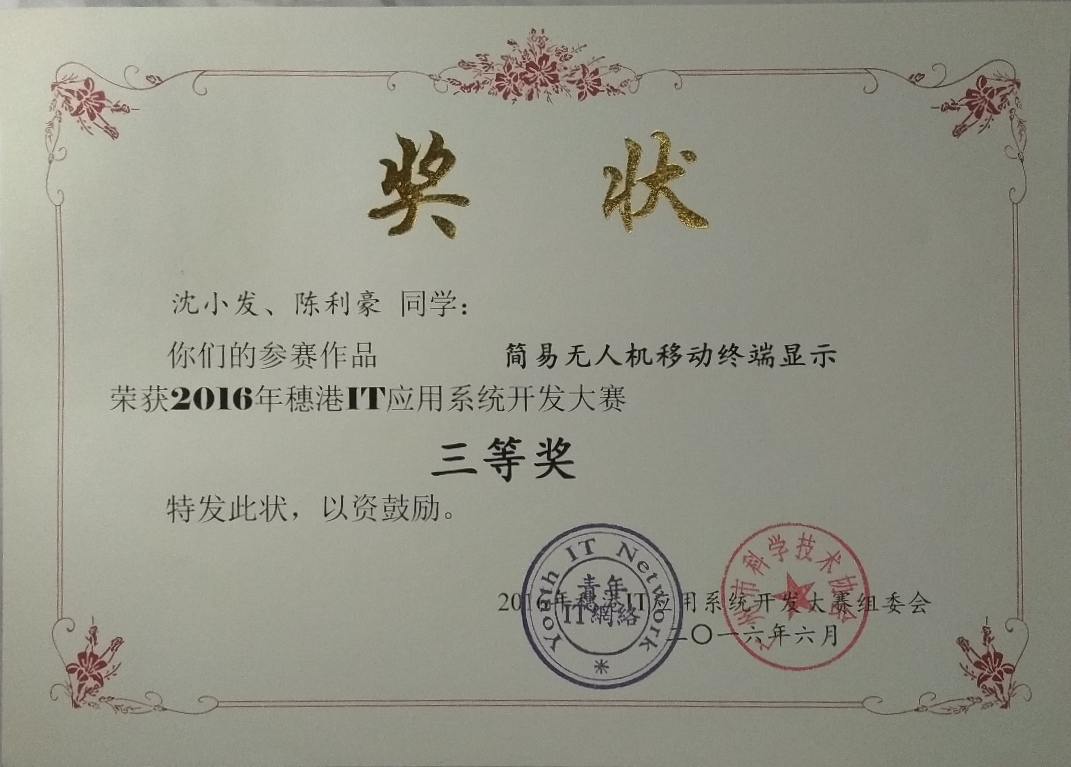 奖 状
沈小发、陈利豪 同学：
你们的参赛作品 简易无人机移动终端显示
荣获2016年穗港IT应用系统开发大赛
三等奖
特发此状，以资鼓励。
Youth IT Network
青年
IT網絡
广州市科学技术协会
2016年穗港IT应用系统开发大赛组委会
二〇一六年六月